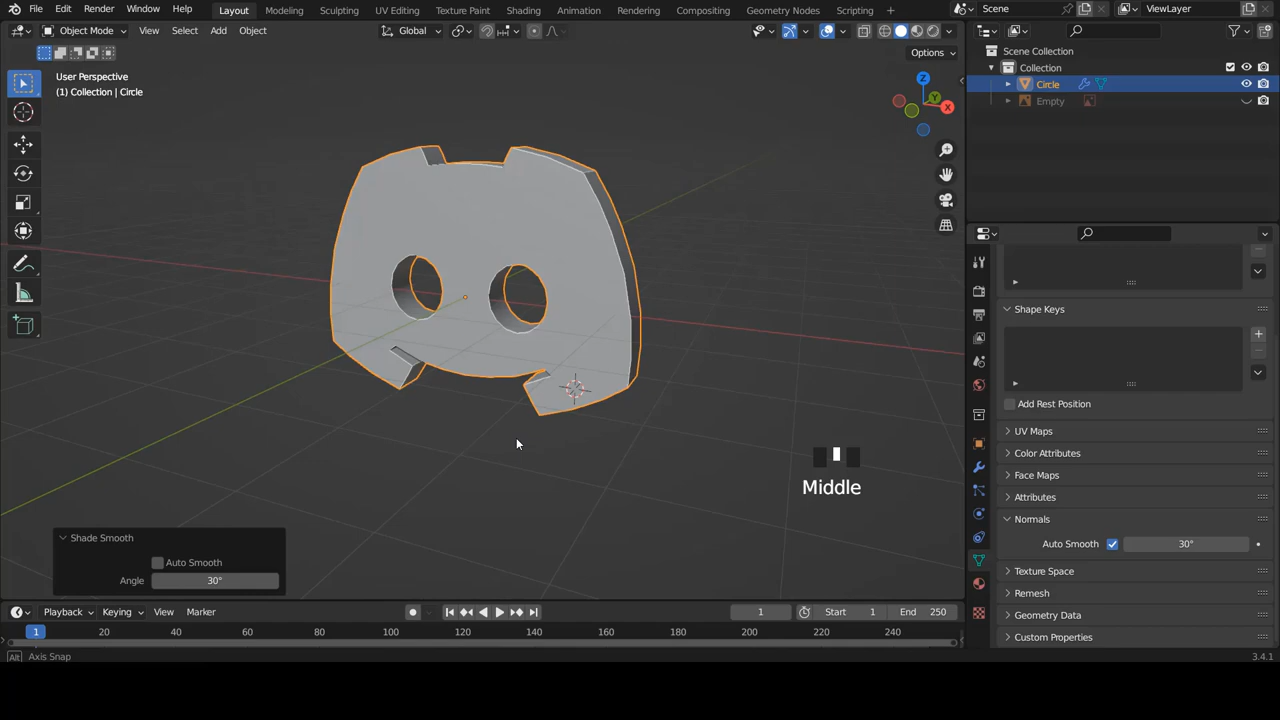 File Edit Render Window Help Layout Modeling Sculpting UV Editing Texture Paint Shading Animation Rendering Compositing Geometry Nodes Scripting + Scene ViewLayer
Object Mode View Select Add Object Global
Options
User Perspective
(1) Collection | Circle
Z
Y
X
Scene Collection
Collection
Circle
Empty
Shape Keys
Add Rest Position
UV Maps
Color Attributes
Face Maps
Attributes
Normals
Auto Smooth 30°
Texture Space
Remesh
Geometry Data
Custom Properties
Middle
Shade Smooth
Auto Smooth
Angle 30°
Playback Keying View Marker 1 Start 1 End 250
1 20 40 60 80 100 120 140 160 180 200 220 240
Alt Axis Snap 3.4.1